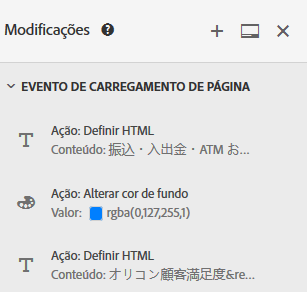 Modificações
EVENTO DE CARREGAMENTO DE PÁGINA
Ação: Definir HTML
Conteúdo: 振込・入出金・ATM お...
Ação: Alterar cor de fundo
Valor: rgba(0,127,255,1)
Ação: Definir HTML
Conteúdo: オリコン顧客満足度&re...